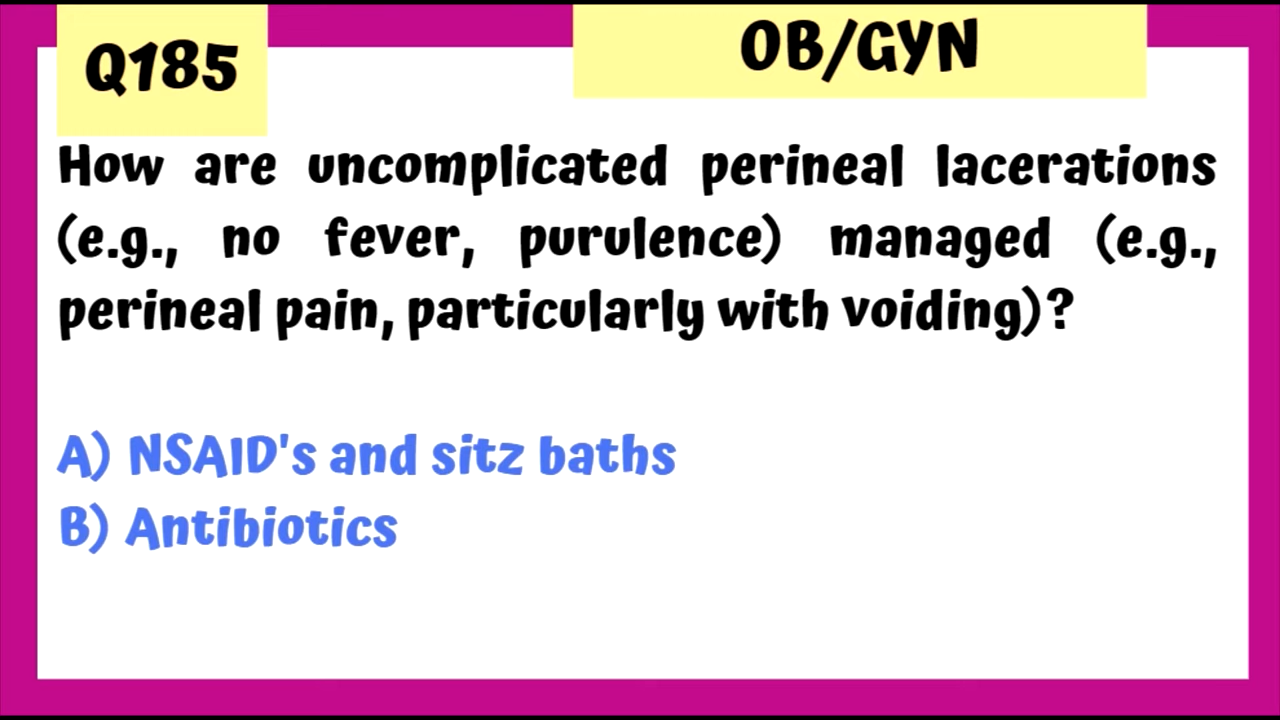 Q185
OB/GYN
How are uncomplicated perineal lacerations
(e.g., no fever, purulence) managed (e.g.,
perineal pain, particularly with voiding)?
A) NSAID's and sitz baths
B) Antibiotics